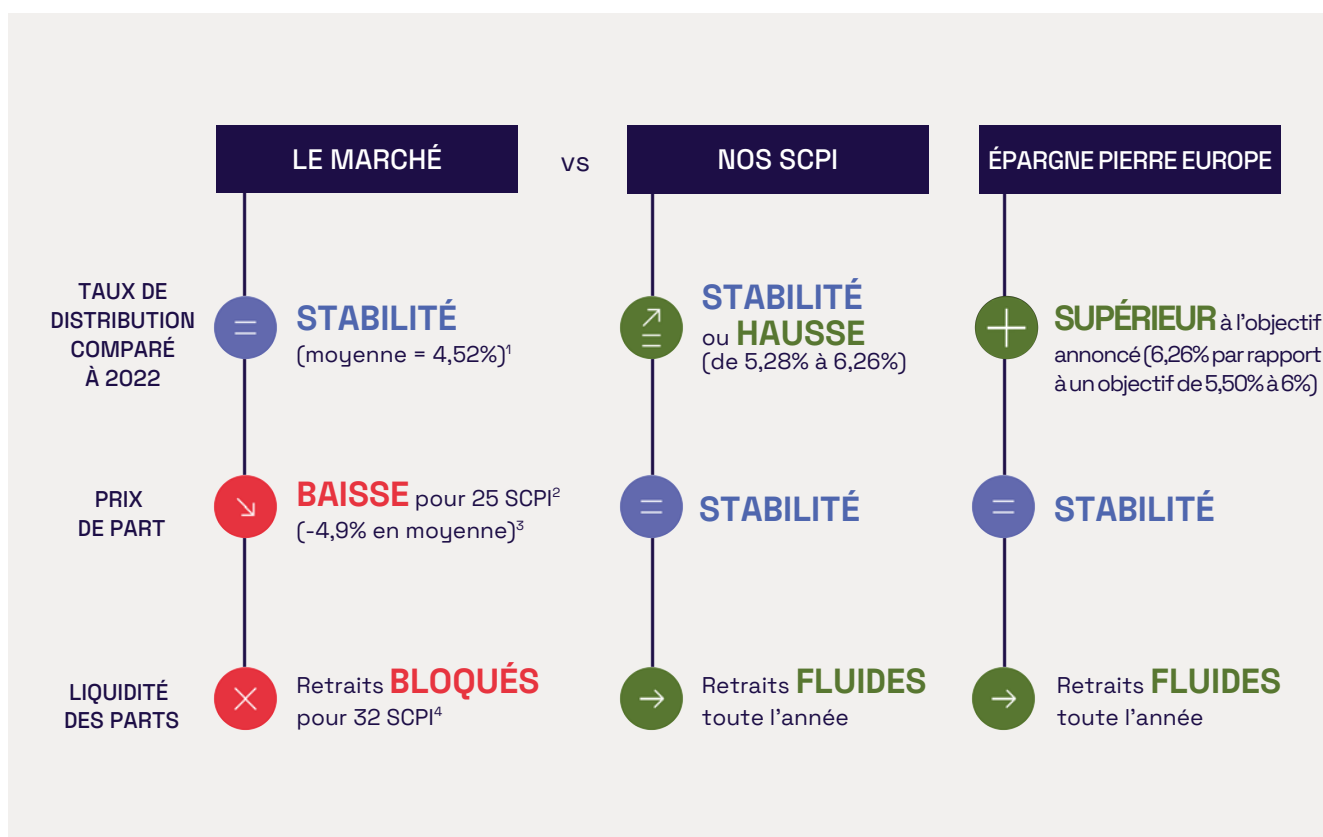 LE MARCHÉ
vs
NOS SCPI
ÉPARGNE PIERRE EUROPE
TAUX DE
DISTRIBUTION
COMPARÉ
À 2022
STABILITÉ
(moyenne = 4,52%)¹
STABILITÉ
ou HAUSSE
(de 5,28% à 6,26%)
SUPÉRIEUR à l'objectif
annoncé (6,26% par rapport
à un objectif de 5,50% à 6%)
PRIX
DE PART
BAISSE pour 25 SCPI²
(-4,9% en moyenne)³
STABILITÉ
STABILITÉ
LIQUIDITÉ
DES PARTS
Retraits BLOQUÉS
pour 32 SCPI⁴
Retraits FLUIDES
toute l'année
Retraits FLUIDES
toute l'année